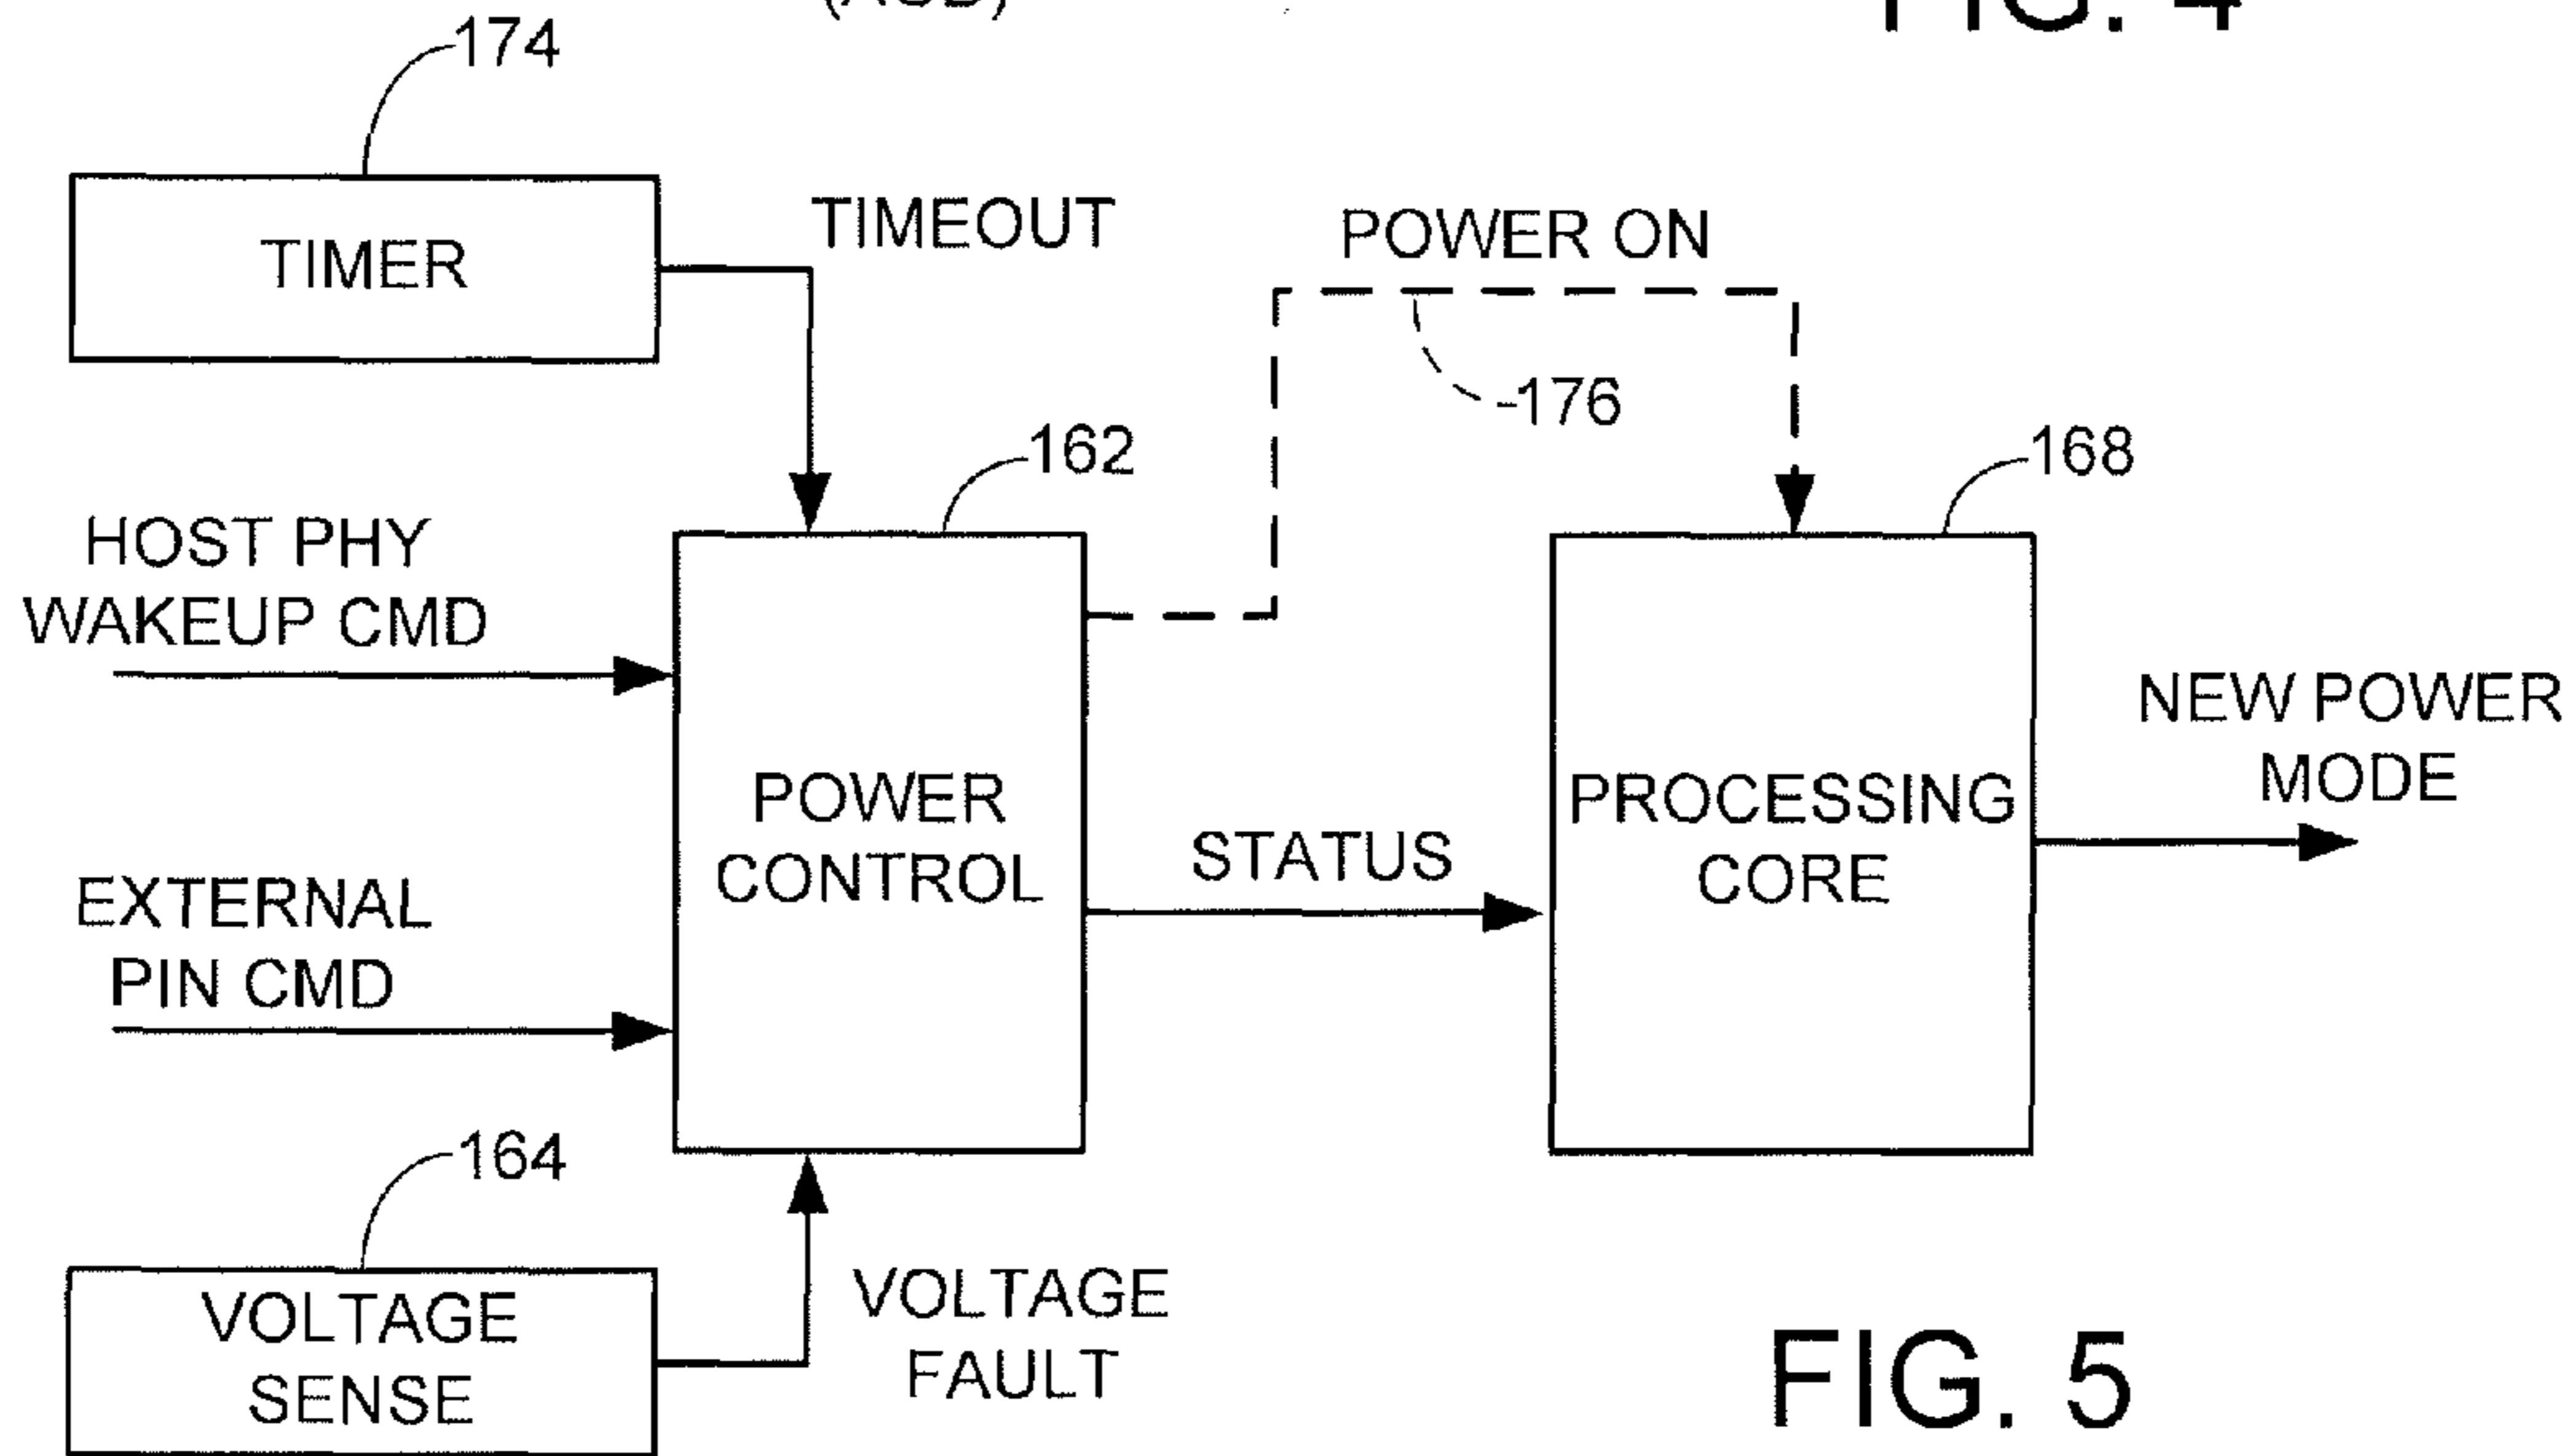 174
TIMER
TIMEOUT
POWER ON
176
162
168
HOST PHY
WAKEUP CMD
POWER
CONTROL
STATUS
PROCESSING
CORE
NEW POWER
MODE
EXTERNAL
PIN CMD
164
VOLTAGE
SENSE
VOLTAGE
FAULT
FIG. 5